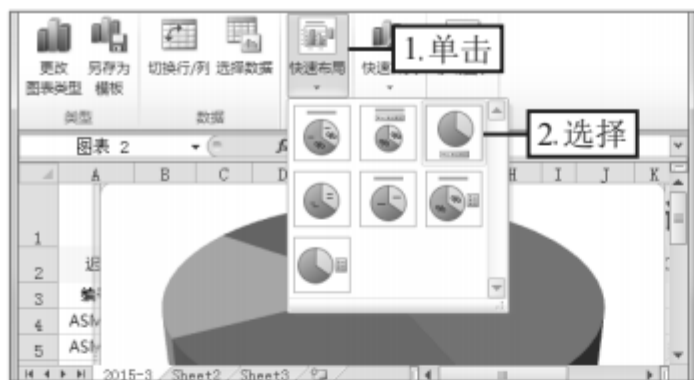 1.单击
更改 另存为 切换行/列 选择数据 快速布局 快速
图表类型 模板
类型 数据
2.选择
图表 2
A B C D H I J K
1
2 迟
3 编
4 ASM
5 ASM
2015-3 Sheet2 Sheet3